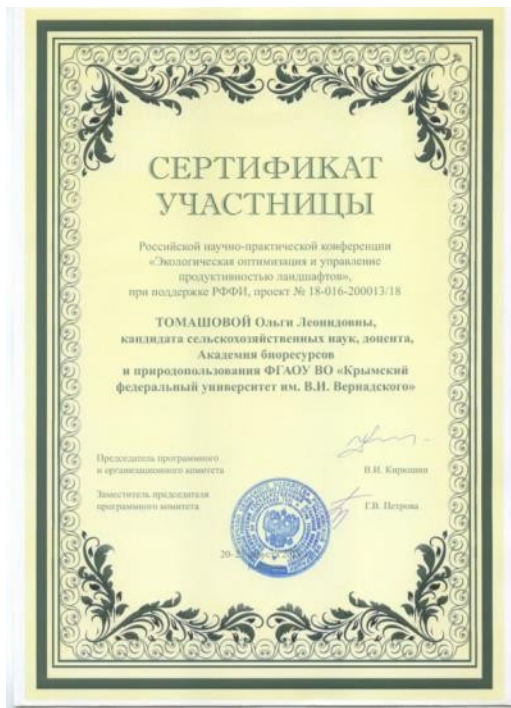 СЕРТИФИКАТ
УЧАСТНИЦЫ
Российской научно-практической конференции
«Экологическая оптимизация и управление
продуктивностью ландшафтов»,
при поддержке РФФИ, проект № 18-016-200013/18
ТОМАШОВОЙ Ольги Леонидовны,
кандидата сельскохозяйственных наук, доцента,
Академия биоресурсов
и природопользования ФГАОУ ВО «Крымский
федеральный университет им. В.И. Вернадского»
Председатель программного
и организационного комитета
В.И. Кирюшин
Заместитель председателя
программного комитета
Г.В. Петрова
20-